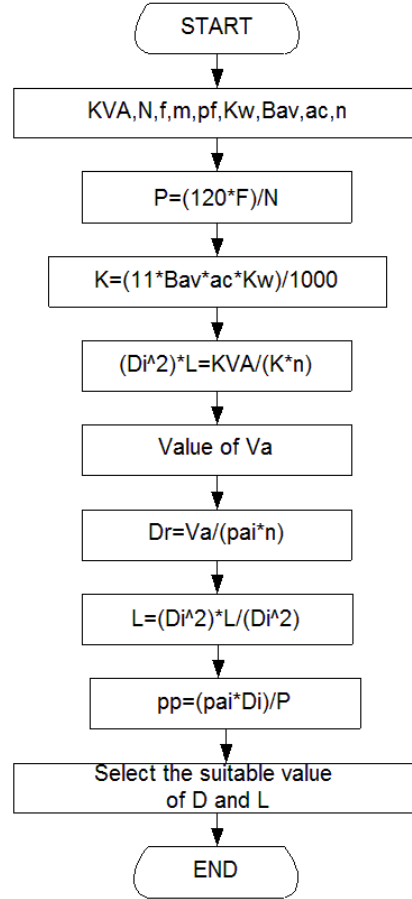 START
KVA,N,f,m,pf,Kw,Bav,ac,n
P=(120*F)/N
K=(11*Bav*ac*Kw)/1000
(Di^2)*L=KVA/(K*n)
Value of Va
Dr=Va/(pai*n)
L=(Di^2)*L/(Di^2)
pp=(pai*Di)/P
Select the suitable value
of D and L
END